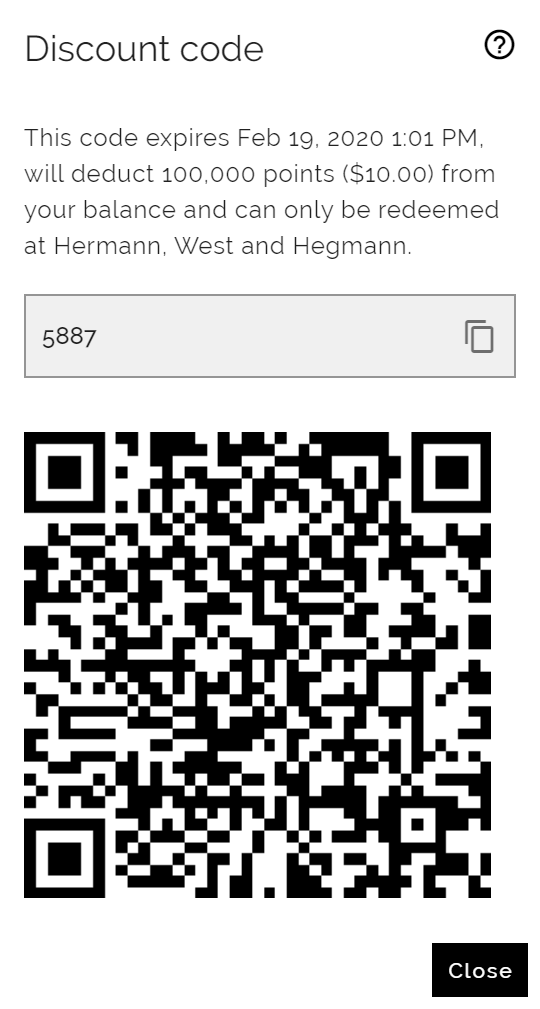 Discount code
This code expires Feb 19, 2020 1:01 PM,
will deduct 100,000 points ($10.00) from
your balance and can only be redeemed
at Hermann, West and Hegmann.
5887
Close